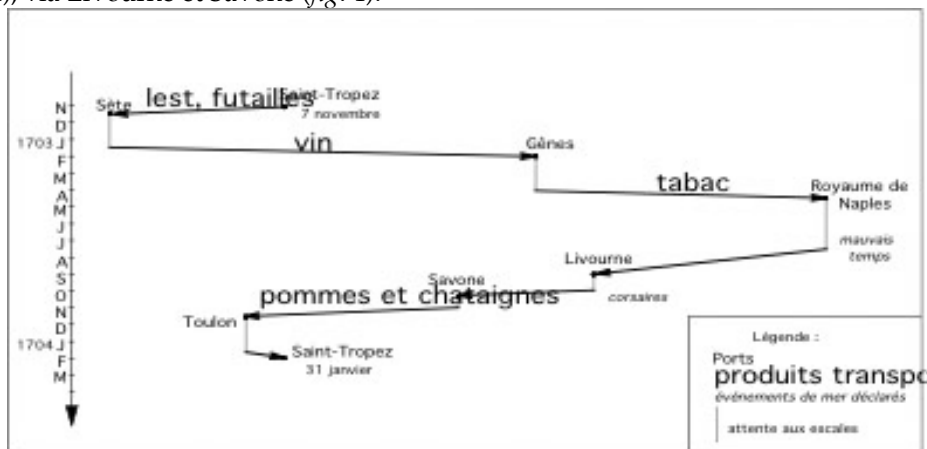 via Livourne et Savone (fig. 1).
lest, futailles
Sète
Saint-Tropez
7 novembre
N
D
1703 J
F
M
A
M
J
J
A
S
O
N
D
1704 J
F
M
vin
Gênes
tabac
Royaume de
Naples
mauvais
temps
Livourne
corsaires
Savone
pommes et chataignes
Toulon
Saint-Tropez
31 janvier
Légende :
Ports
produits transpo
événements de mer déclarés
attente aux escales